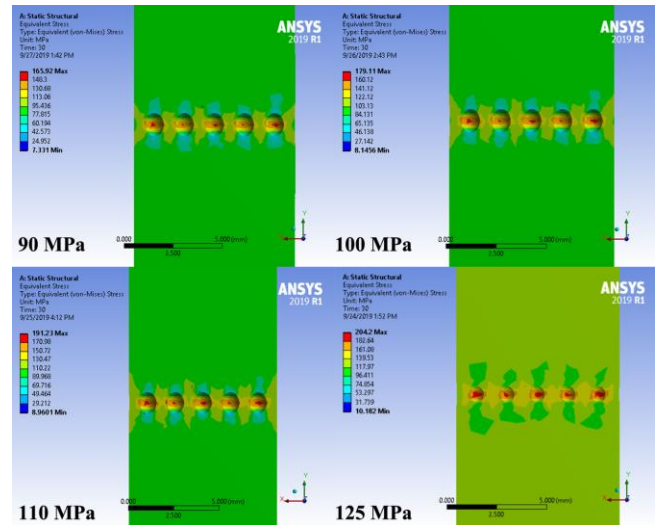 A: Static Structural
Equivalent Stress
Type: Equivalent (von-Mises) Stress
Unit: MPa
Time: 30
9/27/2019 1:42 PM
165.92 Max
148.3
130.68
113.06
95.436
77.815
60.194
42.573
24.952
7.331 Min
ANSYS
2019 R1
0.000
5.000 (mm)
2.500
Y
X
90 MPa
A: Static Structural
Equivalent Stress
Type: Equivalent (von-Mises) Stress
Unit: MPa
Time: 30
9/26/2019 2:43 PM
179.11 Max
160.12
141.12
122.12
103.13
84.131
65.135
46.138
27.142
8.1456 Min
ANSYS
2019 R1
0.000
5.000 (mm)
2.500
Y
X
100 MPa
A: Static Structural
Equivalent Stress
Type: Equivalent (von-Mises) Stress
Unit: MPa
Time: 30
9/25/2019 4:12 PM
191.23 Max
170.98
150.72
130.47
110.22
89.968
69.716
49.464
29.212
8.9601 Min
ANSYS
2019 R1
0.000
5.000 (mm)
2.500
Y
X
110 MPa
A: Static Structural
Equivalent Stress
Type: Equivalent (von-Mises) Stress
Unit: MPa
Time: 30
9/24/2019 1:52 PM
204.2 Max
182.64
161.08
139.53
117.97
96.411
74.854
53.297
31.739
10.182 Min
ANSYS
2019 R1
0.000
5.000 (mm)
2.500
Y
X
125 MPa